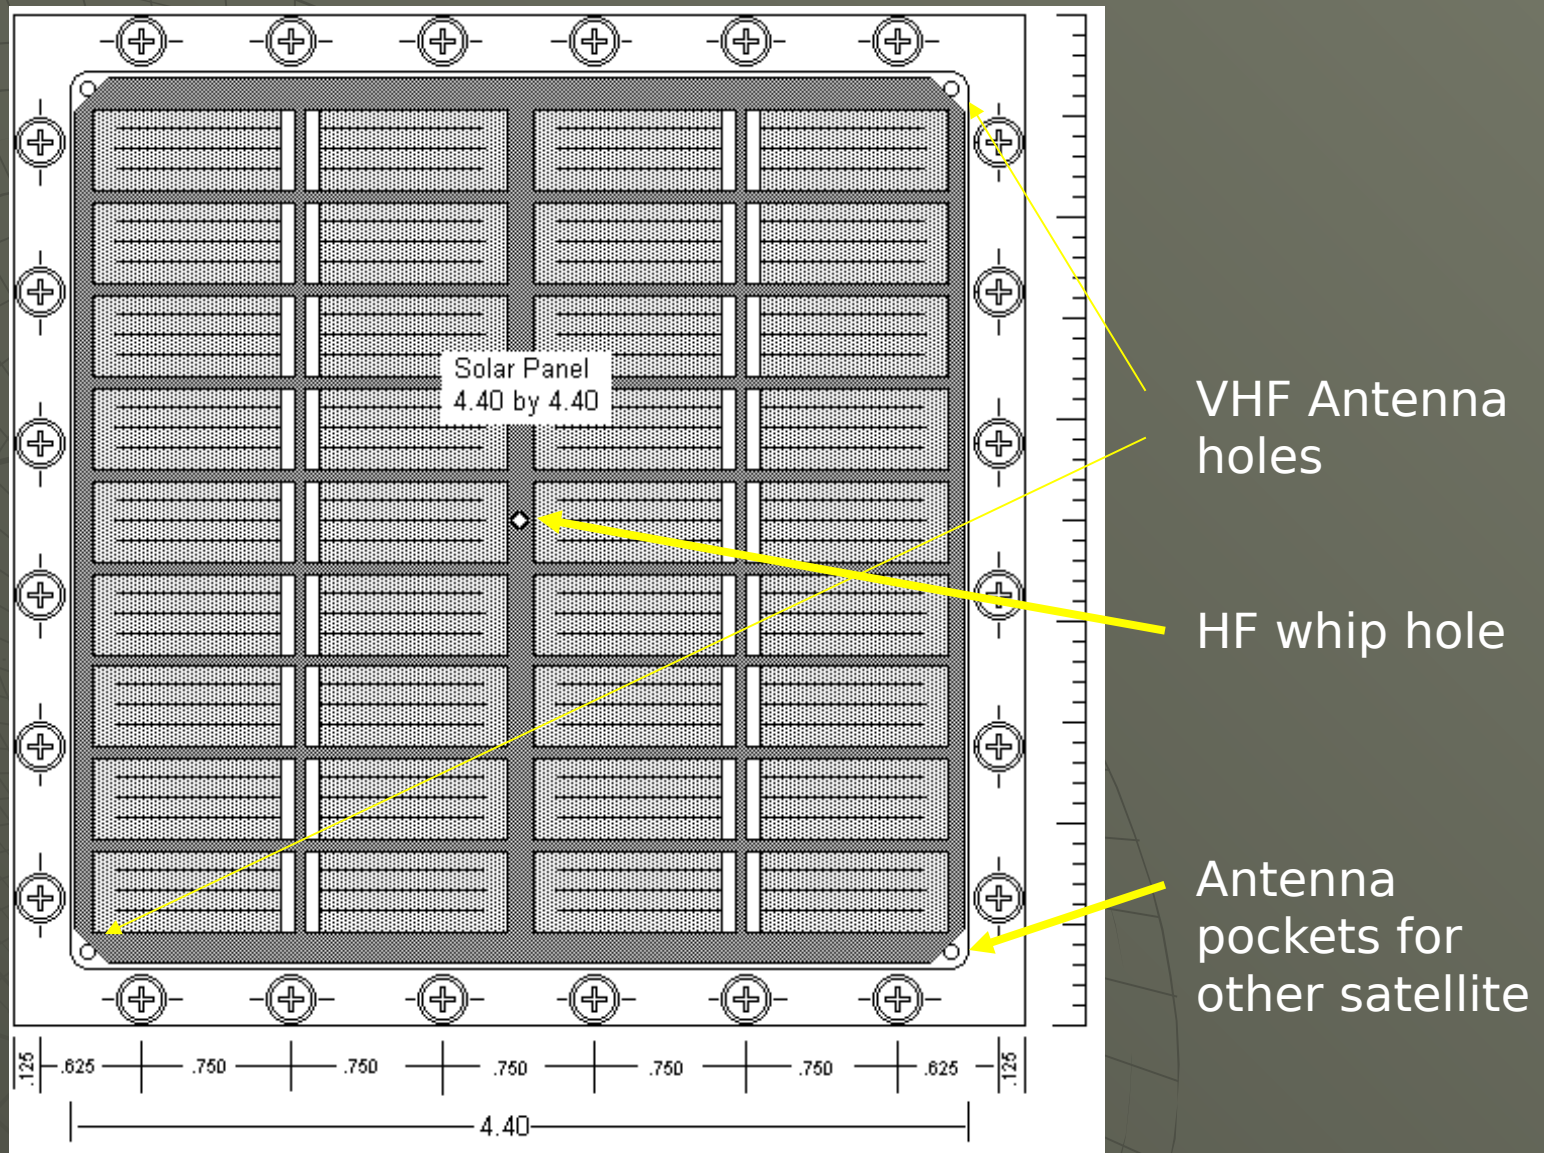 Solar Panel
4.40 by 4.40
VHF Antenna
holes
HF whip hole
Antenna
pockets for
other satellite
.125 .625 .750 .750 .750 .750 .750 .625 .125
4.40